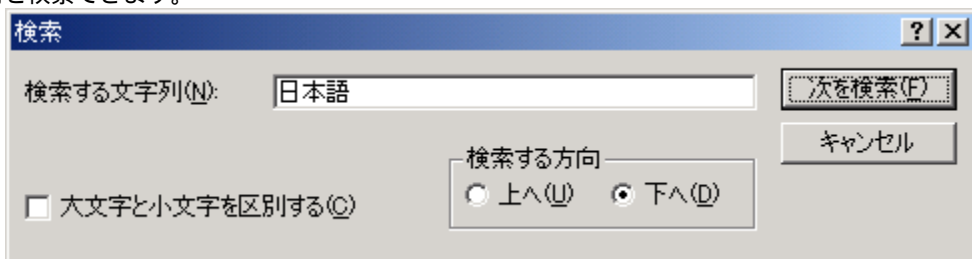 を検索できます。
検索
検索する文字列(N): 日本語 次を検索(F)
キャンセル
検索する方向
大文字と小文字を区別する(C) 上へ(U) 下へ(D)